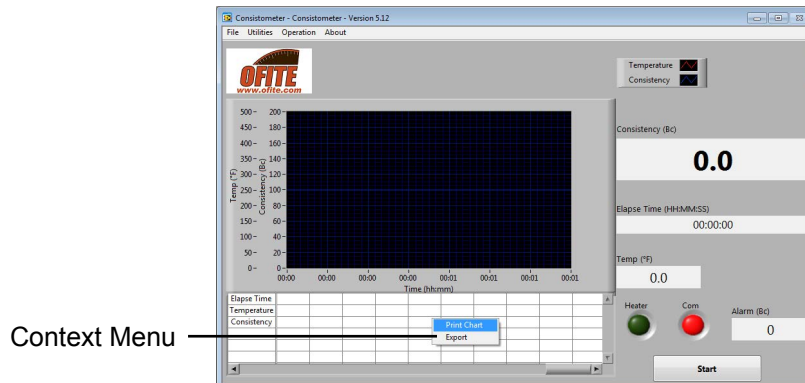 Consistometer - Consistometer - Version 5.12
File Utilities Operation About
OFITE
www.ofite.com
Temperature
Consistency
500 200
450 180
400 160
350 140
300 120
250 100
200 80
150 60
100 40
50 20
0 0
Temp (°F)
Consistency (Bc)
00:00 00:00 00:00 00:00 00:01 00:01 00:01 00:01
Time (hh:mm)
Consistency (Bc)
0.0
Elapse Time (HH:MM:SS)
00:00:00
Temp (°F)
0.0
Heater Com Alarm (Bc)
0
Start
Elapse Time
Temperature
Consistency
Print Chart
Export
Context Menu